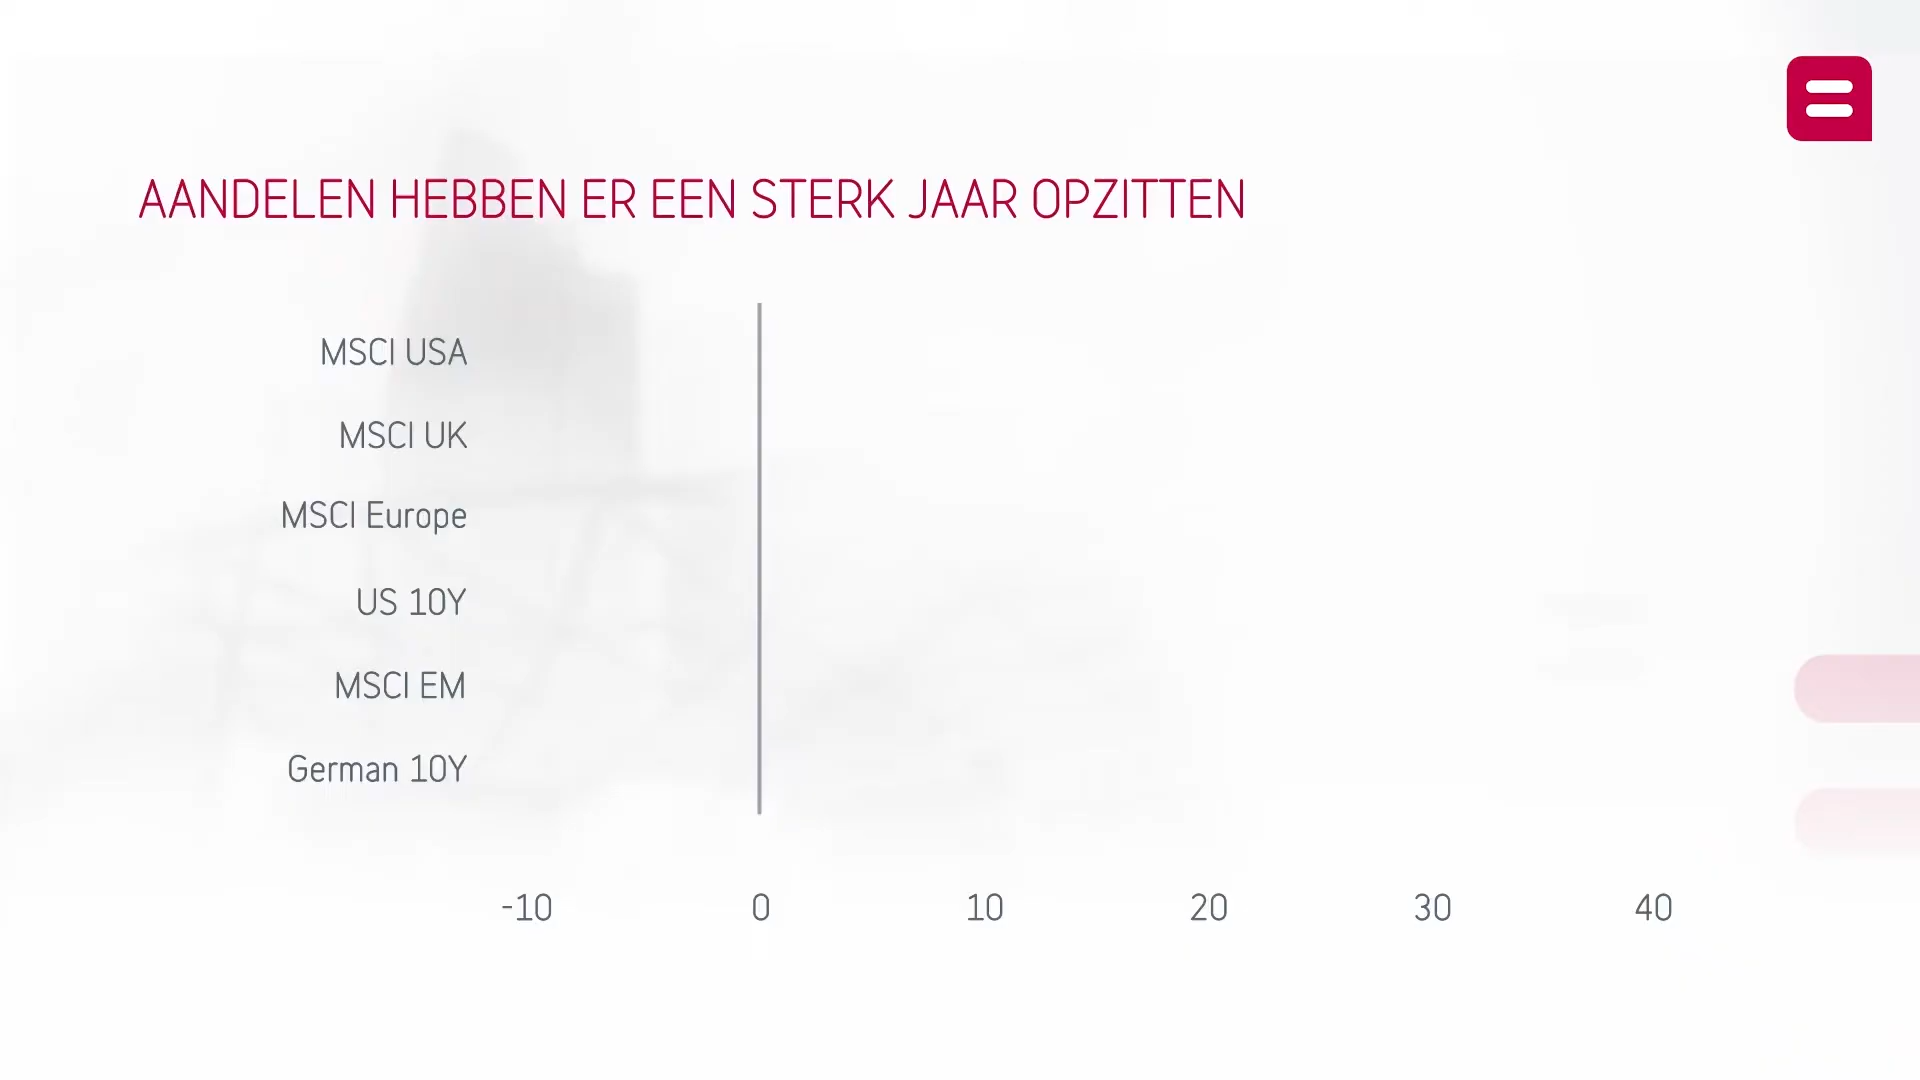 AANDELEN HEBBEN ER EEN STERK JAAR OPZITTEN
MSCI USA
MSCI UK
MSCI Europe
US 10Y
MSCI EM
German 10Y
-10 0 10 20 30 40